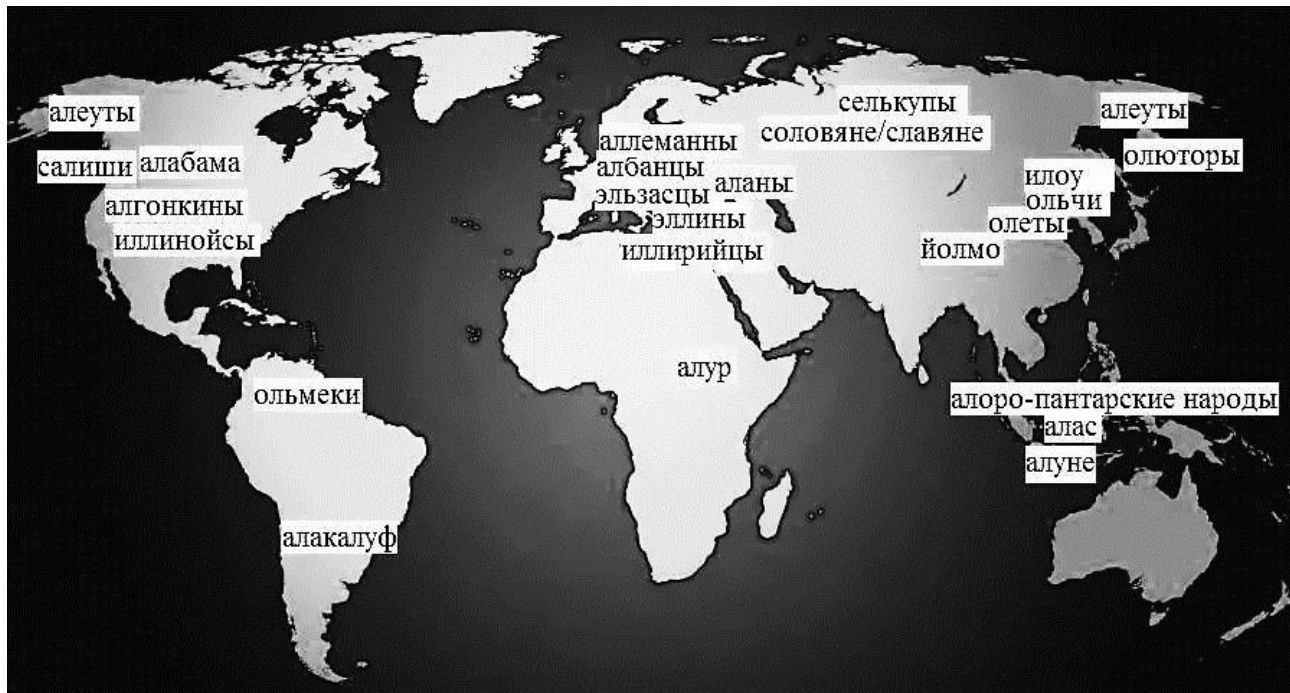 алеуты
салиши
алабама
алгонкины
иллинойсы
ольмеки
алакалуф
аллеманны
албанцы
эльзасцы
аланы
эллины
иллирийцы
алур
селькупы
соловяне/славяне
алеуты
олюторы
илоу
ольчи
олеты
йолмо
алоро-пантарские народы
алас
алуне